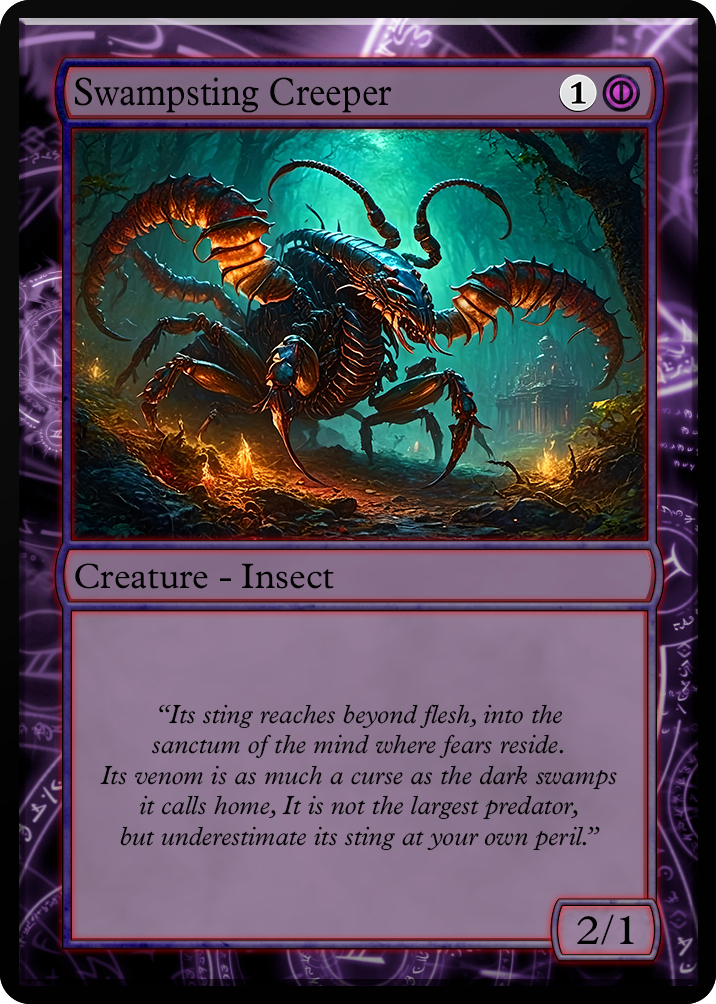 Swampsting Creeper 1
Creature - Insect
“Its sting reaches beyond flesh, into the
sanctum of the mind where fears reside.
Its venom is as much a curse as the dark swamps
it calls home, It is not the largest predator,
but underestimate its sting at your own peril.”
2/1